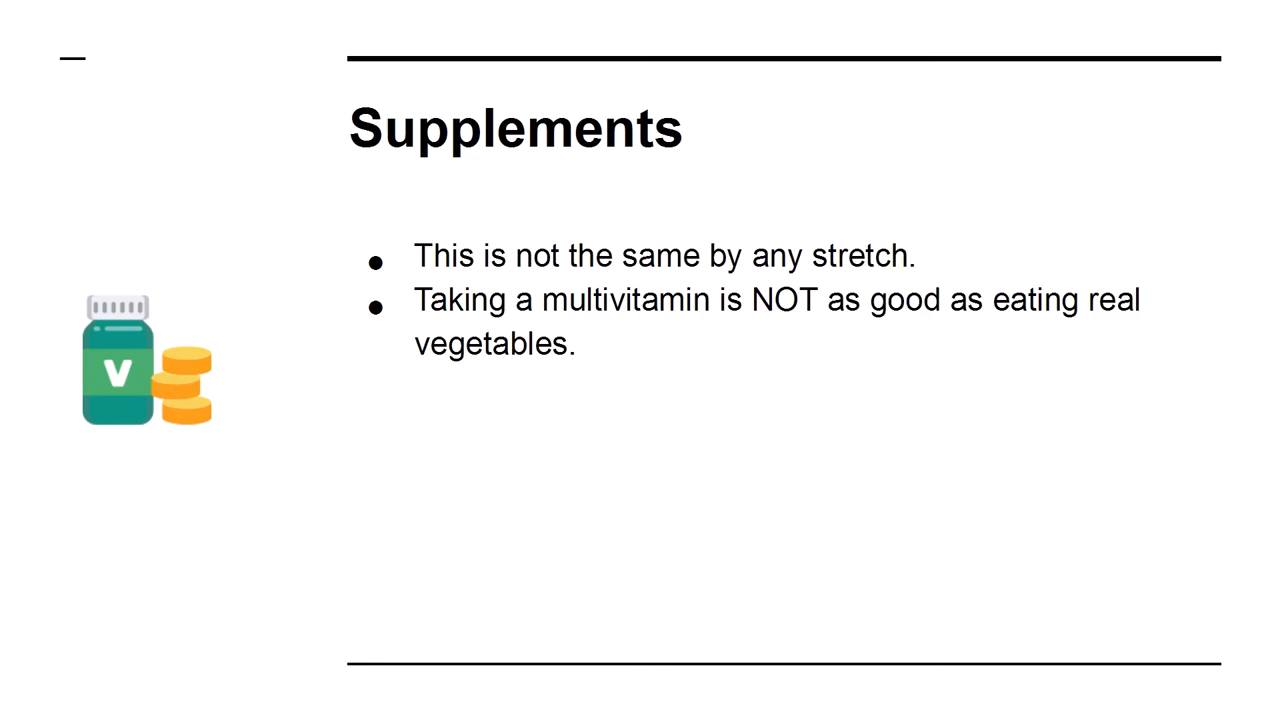 Supplements
● This is not the same by any stretch.
● Taking a multivitamin is NOT as good as eating real
vegetables.
V